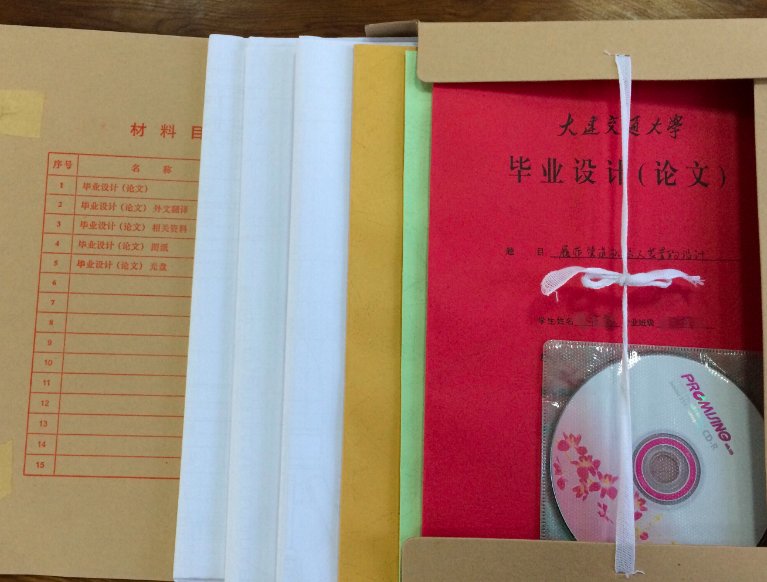 材 料 目
序号 名 称
1 毕业设计(论文)
2 毕业设计(论文) 外文翻译
3 毕业设计(论文) 相关资料
4 毕业设计(论文) 图纸
5 毕业设计(论文) 光盘
6
7
8
9
10
11
12
13
14
15
大连交通大学
毕业设计(论文)
题 目
设计
学生姓名 毕业班级
PROMISING
CD-R